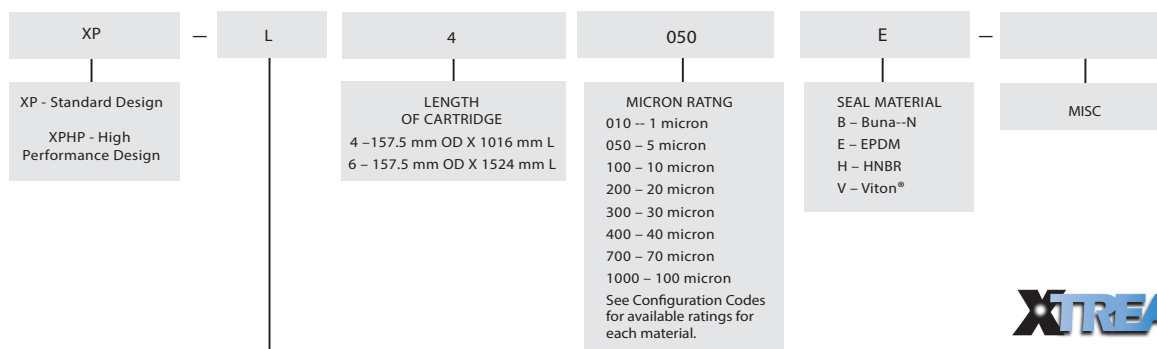 XP — L 4 050 E —
XP - Standard Design
XPHP - High
Performance Design
LENGTH
OF CARTRIDGE
4 –157.5 mm OD X 1016 mm L
6 – 157.5 mm OD X 1524 mm L
MICRON RATNG
010 -- 1 micron
050 – 5 micron
100 – 10 micron
200 – 20 micron
300 – 30 micron
400 – 40 micron
700 – 70 micron
1000 – 100 micron
See Configuration Codes
for available ratings for
each material.
SEAL MATERIAL
B – Buna--N
E – EPDM
H – HNBR
V – Viton®
MISC
XTREA